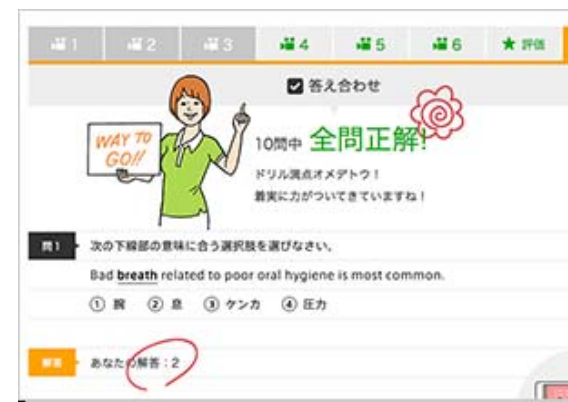 1 2 3 4 5 6 ★ 評価
答え合わせ
WAY TO
GO!!
10問中 全問正解!
ドリル満点オメデトウ!
着実に力がついてきていますね!
問1 次の下線部の意味に合う選択肢を選びなさい。
Bad breath related to poor oral hygiene is most common.
① 腕 ② 息 ③ ケンカ ④ 圧力
解答 あなたの解答:2